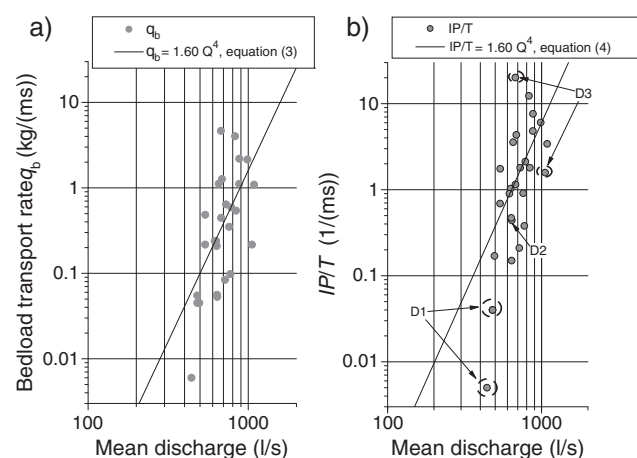 a)
q_b
q_b = 1.60 Q^4, equation (3)
Bedload transport rateq_b (kg/(ms))
10
1
0.1
0.01
100
1000
Mean discharge (l/s)
b)
IP/T
IP/T = 1.60 Q^4, equation (4)
IP/T (1/(ms))
10
1
0.1
0.01
D3
D2
D1
100
1000
Mean discharge (l/s)